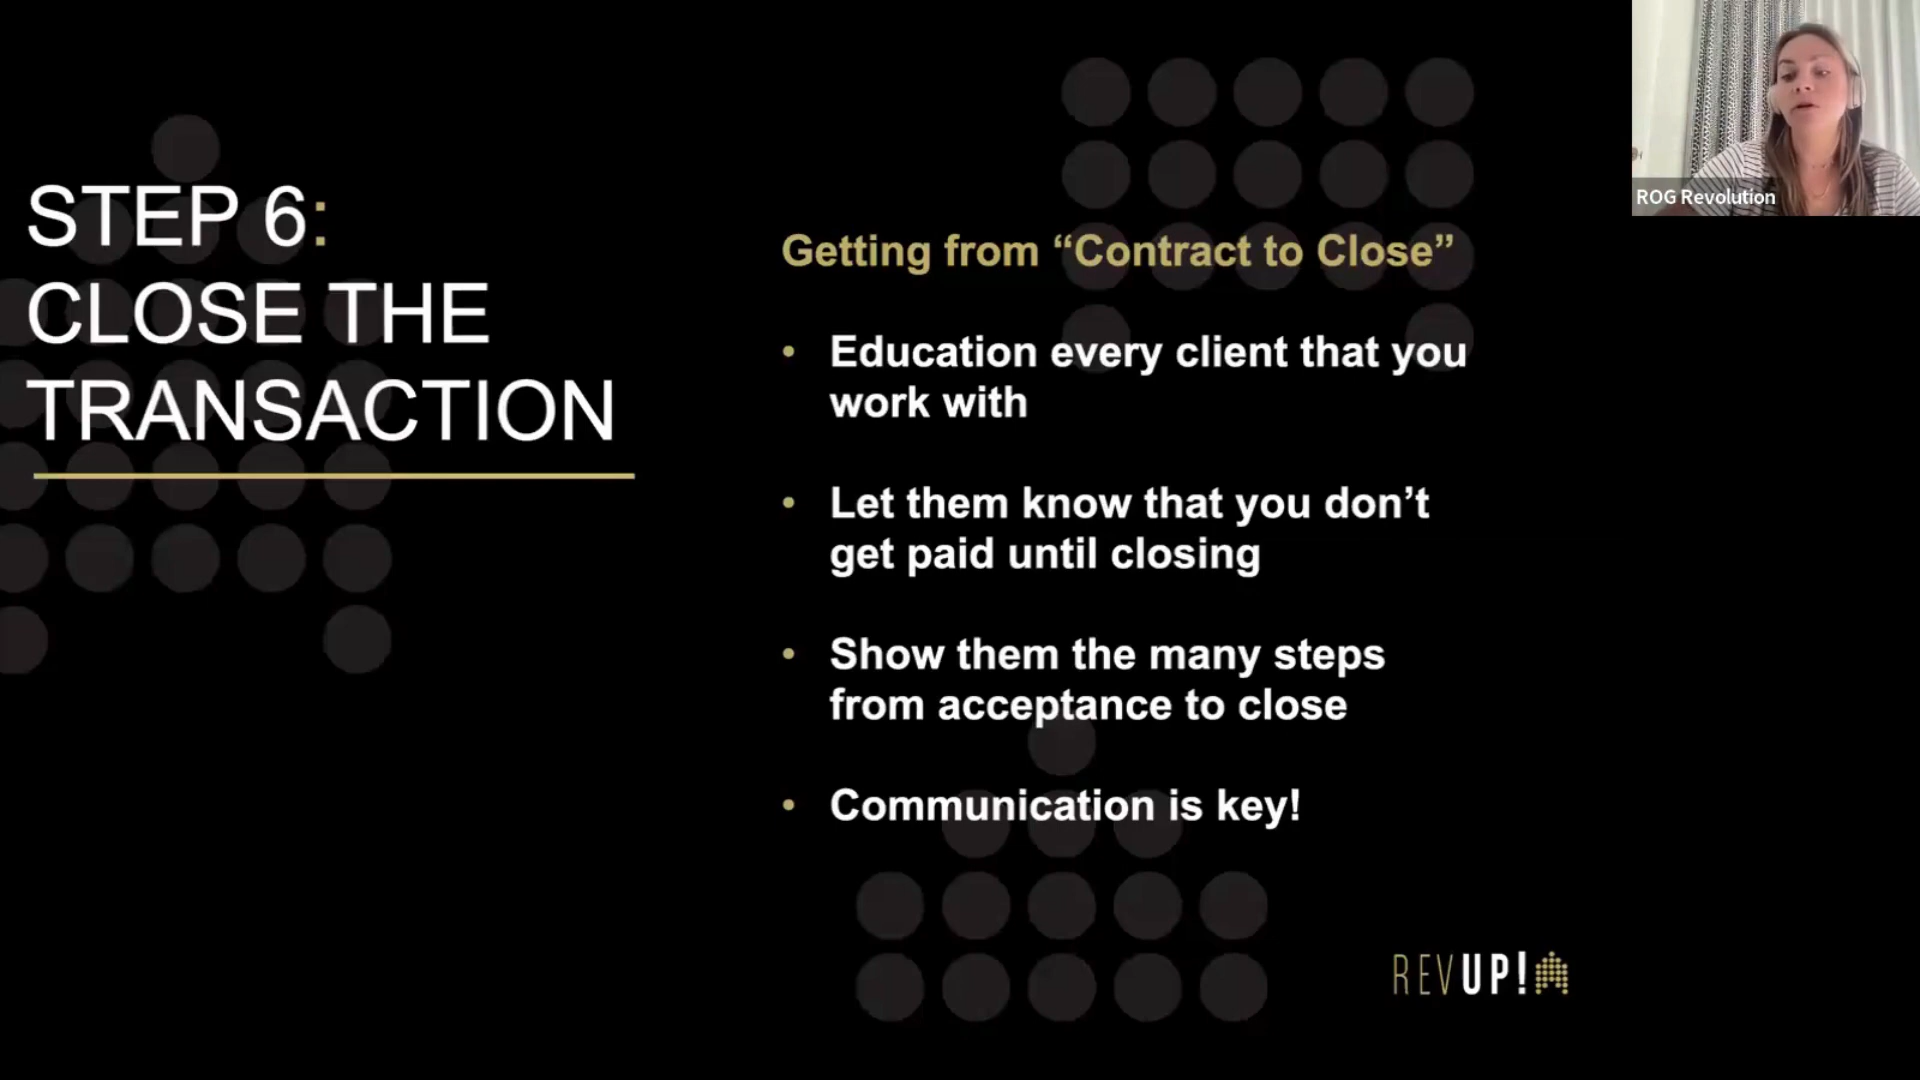 STEP 6:
CLOSE THE
TRANSACTION
Getting from “Contract to Close”
• Education every client that you
work with
• Let them know that you don’t
get paid until closing
• Show them the many steps
from acceptance to close
• Communication is key!
REVUP!
ROG Revolution